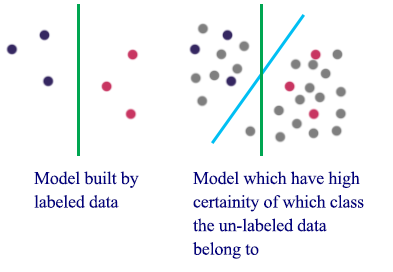 Model built by
labeled data
Model which have high
certainity of which class
the un-labeled data
belong to